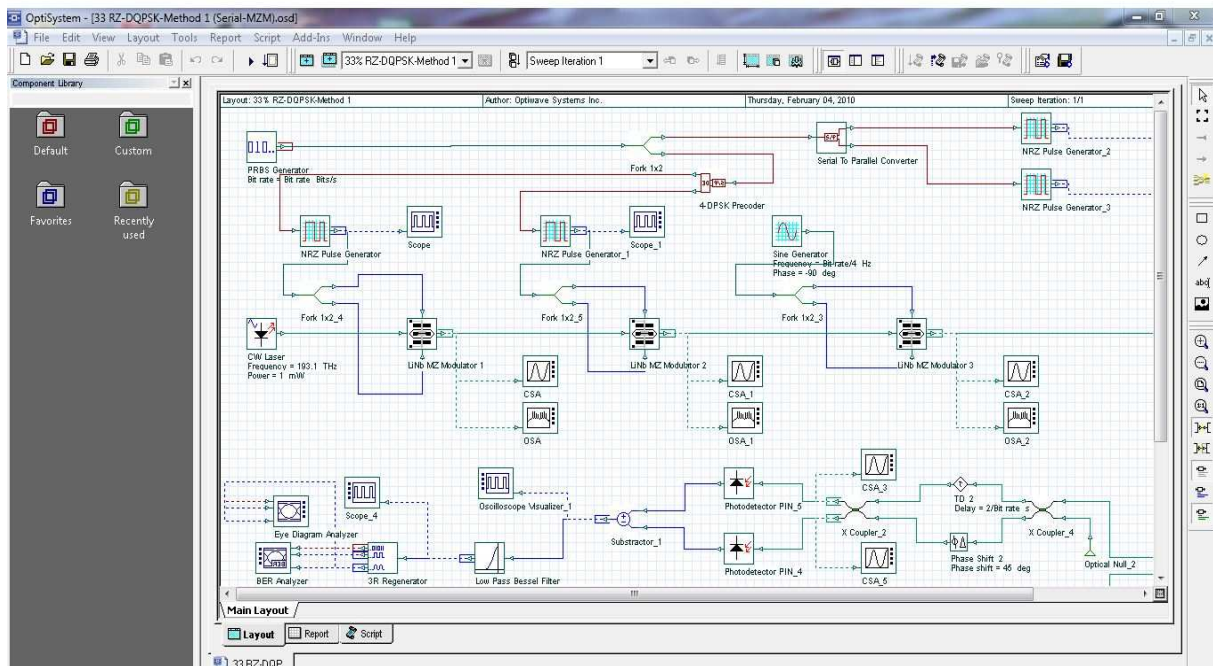 OptiSystem - [33 RZ-DQPSK-Method 1 (Serial-MZM).osd]
File Edit View Layout Tools Report Script Add-Ins Window Help
33% RZ-DQPSK-Method 1
Sweep Iteration 1
Component Library
Default
Custom
Favorites
Recently
used
Layout: 33% RZ-DQPSK-Method 1
Author: Optiwave Systems Inc.
Thursday, February 04, 2010
Sweep Iteration: 1/1
PRBS Generator
Bit rate = Bit rate Bits/s
Fork 1x2
Serial To Parallel Converter
NRZ Pulse Generator_2
NRZ Pulse Generator_3
4-DPSK Precoder
NRZ Pulse Generator
Scope
NRZ Pulse Generator_1
Scope_1
Sine Generator
Frequency = Bit rate/4 Hz
Phase = -90 deg
Fork 1x2_4
Fork 1x2_5
Fork 1x2_3
CW Laser
Frequency = 193.1 THz
Power = 1 mW
LiNb MZ Modulator 1
LiNb MZ Modulator 2
LiNb MZ Modulator 3
CSA
CSA_1
CSA_2
OSA
OSA_1
OSA_2
Eye Diagram Analyzer
Scope_4
Oscilloscope Visualizer_1
Substractor_1
Photodetector PIN_5
CSA_3
X Coupler_2
TD 2
Delay = 2/Bit rate s
X Coupler_4
BER Analyzer
3R Regenerator
Low Pass Bessel Filter
Photodetector PIN_4
CSA_5
Phase Shift 2
Phase shift = 45 deg
Optical Null_2
Main Layout
Layout
Report
Script
33 RZ-DQP